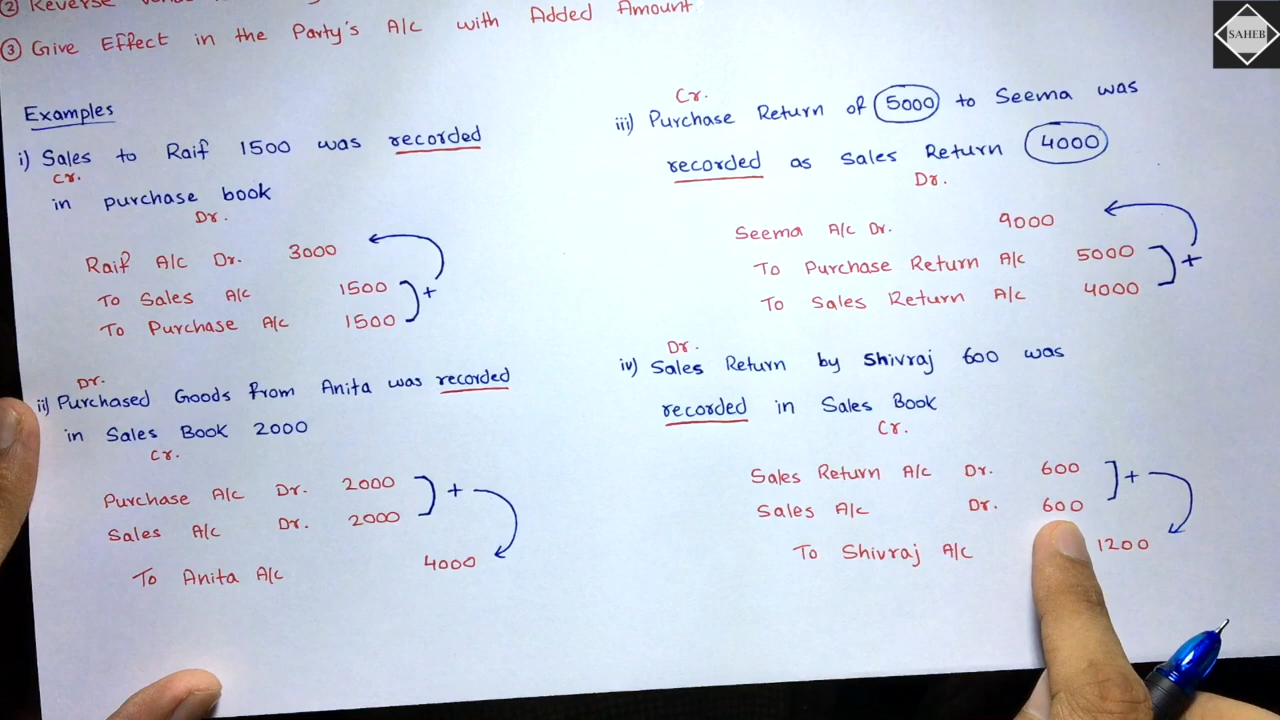 ② Reverse
③ Give Effect in the Party's A/c with Added Amount
SAHEB
Examples
i) Sales to Raif 1500 was recorded
Cr.
in purchase book
Dr.
Raif A/c Dr. 3000
To Sales A/c 1500
To Purchase A/c 1500
+
Dr.
ii) Purchased Goods from Anita was recorded
in Sales Book 2000
Cr.
Purchase A/c Dr. 2000
Sales A/c Dr. 2000
+
To Anita A/c 4000
Cr.
iii) Purchase Return of 5000 to Seema was
recorded as Sales Return 4000
Dr.
Seema A/c Dr. 9000
To Purchase Return A/c 5000
To Sales Return A/c 4000
+
Dr.
iv) Sales Return by Shivraj 600 was
recorded in Sales Book
Cr.
Sales Return A/c Dr. 600
Sales A/c Dr. 600
+
To Shivraj A/c 1200